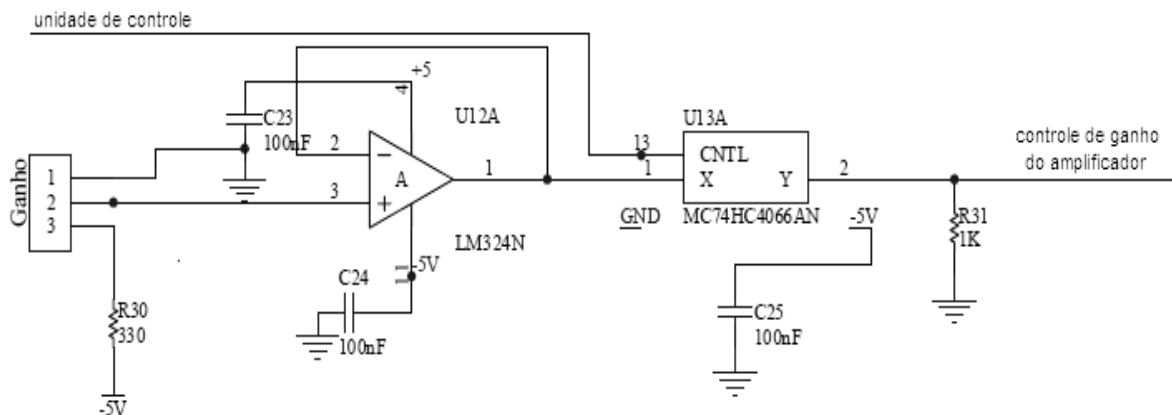 unidade de controle
+5
4
C23
100nF
U12A
U13A
2
−
A
1
13
CNTL
1
X
Y
2
controle de ganho
do amplificador
Ganho
1
2
3
3
+
GND
MC74HC4066AN
-5V
R31
1K
LM324N
11
-5V
C24
100nF
R30
330
-5V
C25
100nF